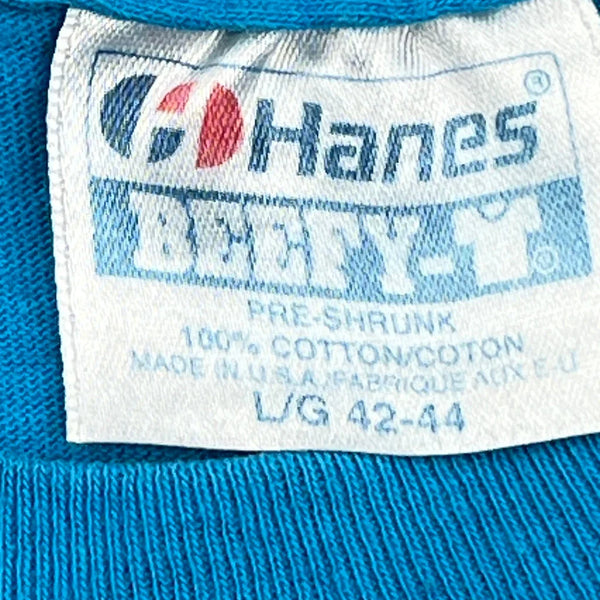 Hanes®
BEEFY-T®
PRE-SHRUNK
100% COTTON/COTON
MADE IN U.S.A./FABRIQUE AUX E.U.
L/G 42-44